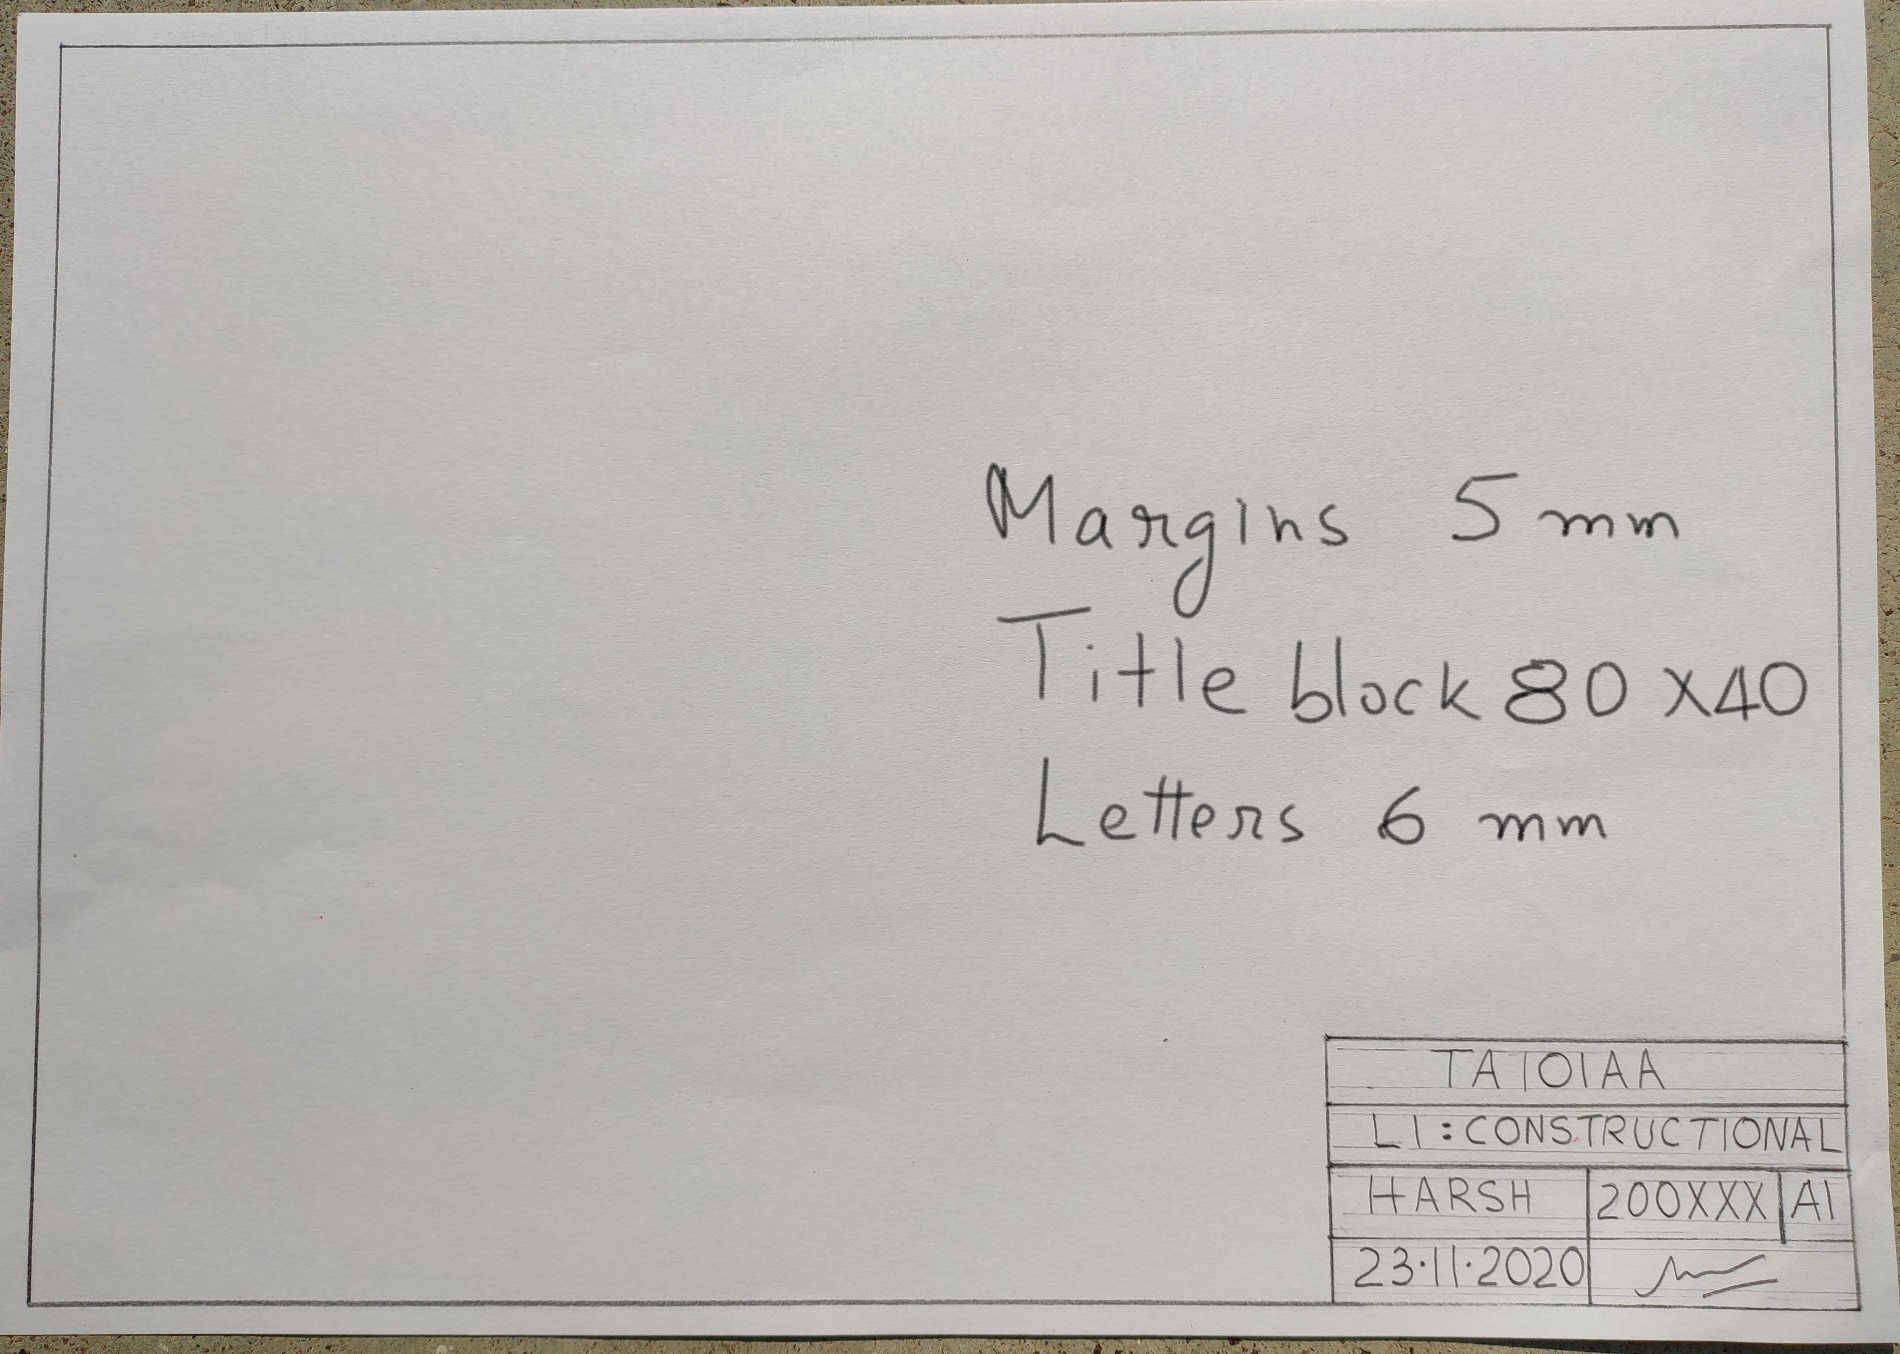 Margins 5 mm
Title block 80 X40
Letters 6 mm
TA101AA
L1:CONSTRUCTIONAL
HARSH 200XXX A1
23·11·2020